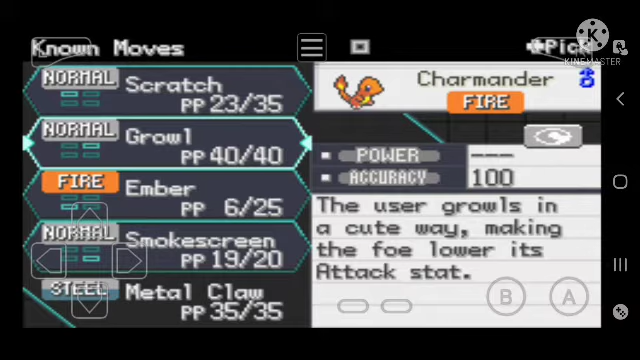 Known Moves
Pick
K
KINEMASTER
NORMAL Scratch
PP 23/35
NORMAL Growl
PP 40/40
FIRE Ember
PP 6/25
NORMAL Smokescreen
PP 19/20
STEEL Metal Claw
PP 35/35
Charmander
FIRE
POWER ---
ACCURACY 100
The user growls in
a cute way, making
the foe lower its
Attack stat.
B A